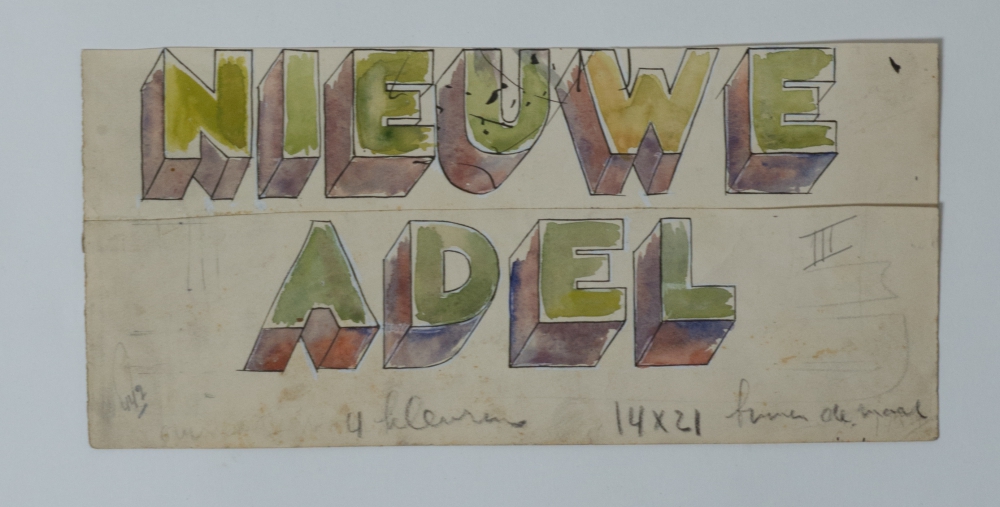 NIEUWE
ADEL
III
4 kleuren 14x21 binnen de maat